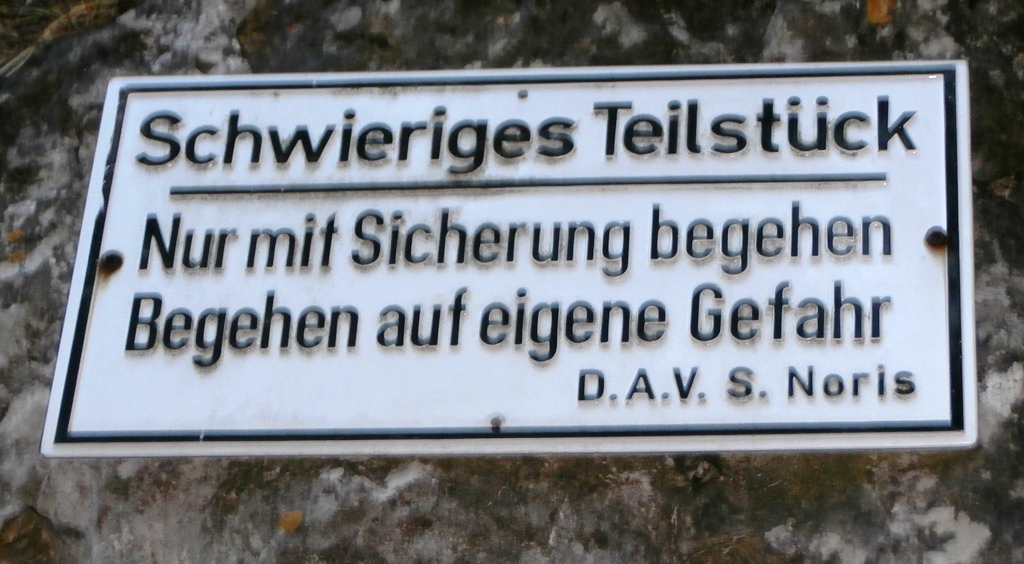 Schwieriges Teilstück
Nur mit Sicherung begehen
Begehen auf eigene Gefahr
D.A.V. S. Noris